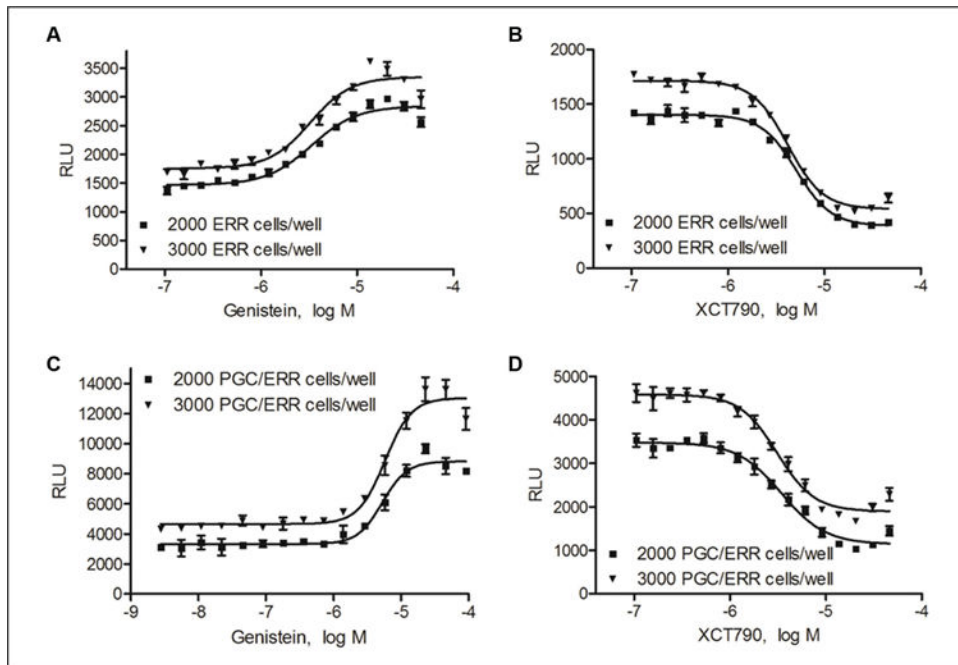 A
3500
3000
2500
2000
1500
1000
500
0
RLU
2000 ERR cells/well
3000 ERR cells/well
-7 -6 -5 -4
Genistein, log M
B
2000
1500
1000
500
0
RLU
2000 ERR cells/well
3000 ERR cells/well
-7 -6 -5 -4
XCT790, log M
C
14000
12000
10000
8000
6000
4000
2000
0
RLU
2000 PGC/ERR cells/well
3000 PGC/ERR cells/well
-9 -8 -7 -6 -5 -4
Genistein, log M
D
5000
4000
3000
2000
1000
0
RLU
2000 PGC/ERR cells/well
3000 PGC/ERR cells/well
-7 -6 -5 -4
XCT790, log M